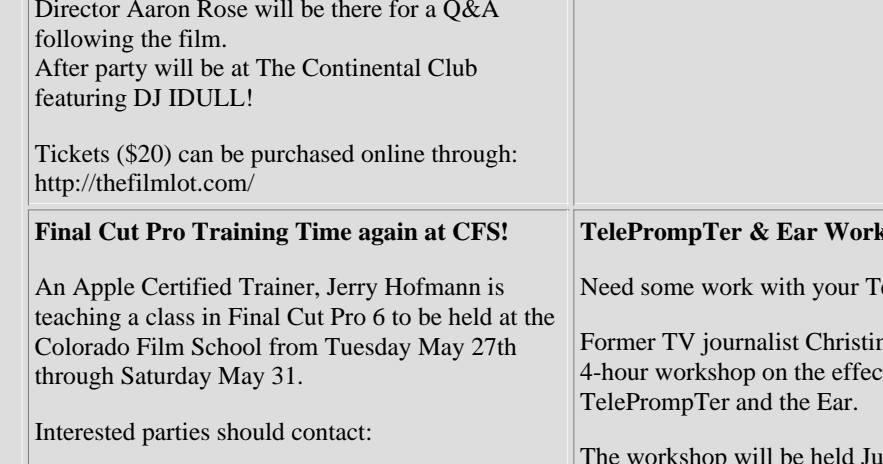 Director Aaron Rose will be there for a Q&A
following the film.
After party will be at The Continental Club
featuring DJ IDULL!
Tickets ($20) can be purchased online through:
http://thefilmlot.com/
Final Cut Pro Training Time again at CFS!
An Apple Certified Trainer, Jerry Hofmann is
teaching a class in Final Cut Pro 6 to be held at the
Colorado Film School from Tuesday May 27th
through Saturday May 31.
Interested parties should contact:
TelePrompTer & Ear
Need some work with your
Former TV journalist
4-hour workshop on the
TelePrompTer and the Ear.
The workshop will be held